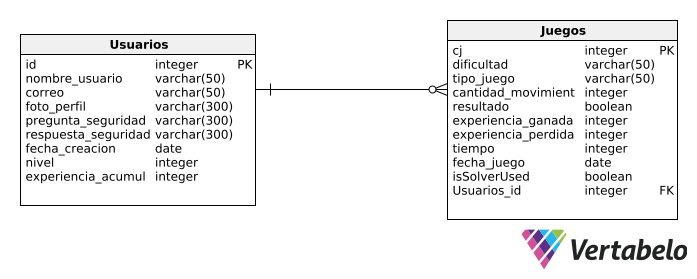 Usuarios
id integer PK
nombre_usuario varchar(50)
correo varchar(50)
foto_perfil varchar(300)
pregunta_seguridad varchar(300)
respuesta_seguridad varchar(300)
fecha_creacion date
nivel integer
experiencia_acumul integer
Juegos
cj integer PK
dificultad varchar(50)
tipo_juego varchar(50)
cantidad_movimient integer
resultado boolean
experiencia_ganada integer
experiencia_perdida integer
tiempo integer
fecha_juego date
isSolverUsed boolean
Usuarios_id integer FK
Vertabelo